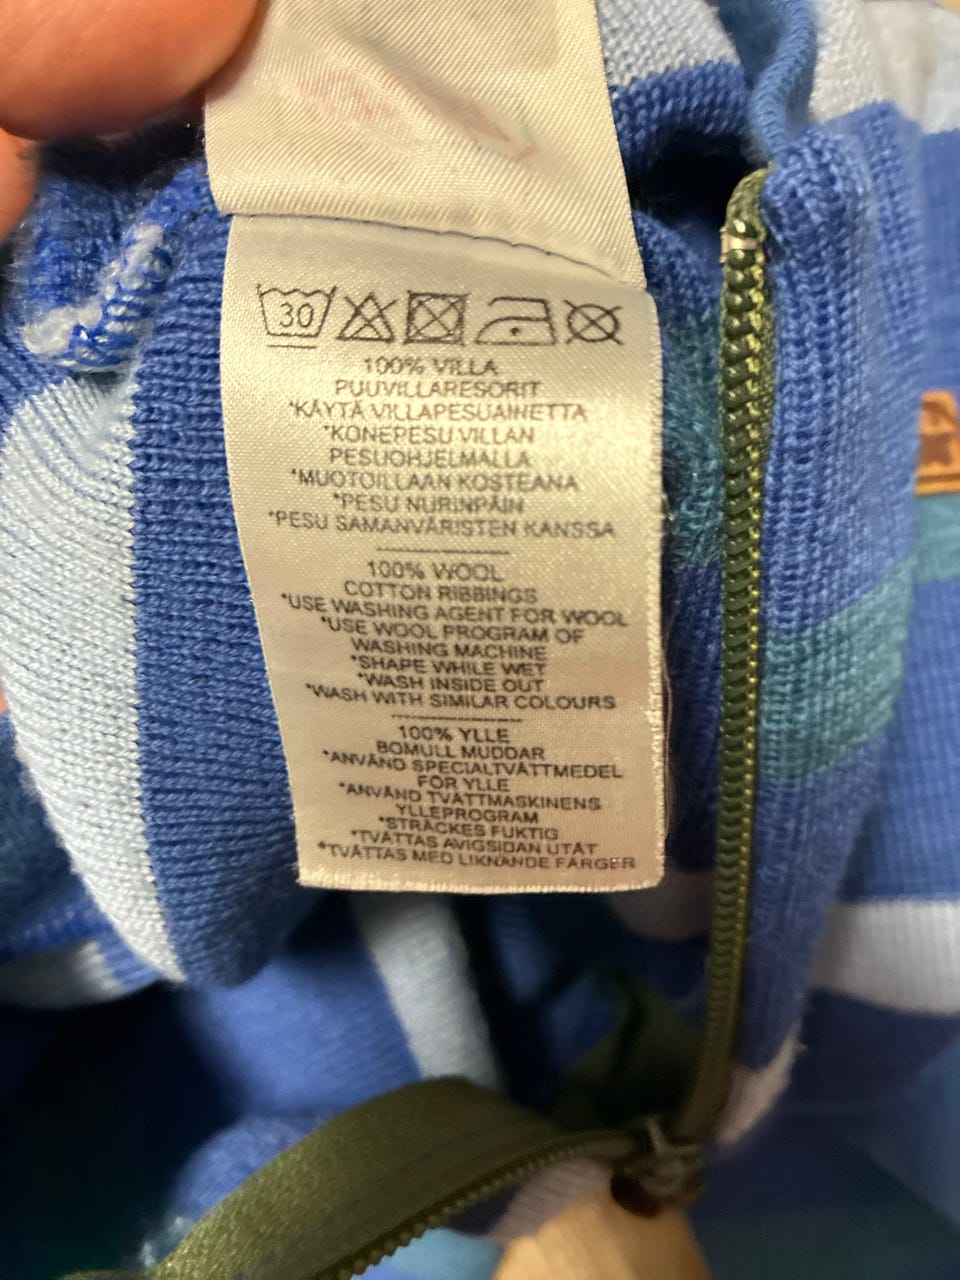 30
100% VILLA
PUUVILLARESORIT
*KÄYTÄ VILLAPESUAINETTA
*KONEPESU VILLAN
PESUOHJELMALLA
*MUOTOILLAAN KOSTEANA
*PESU NURINPÄIN
*PESU SAMANVÄRISTEN KANSSA
100% WOOL
COTTON RIBBINGS
*USE WASHING AGENT FOR WOOL
*USE WOOL PROGRAM OF
WASHING MACHINE
*SHAPE WHILE WET
*WASH INSIDE OUT
*WASH WITH SIMILAR COLOURS
100% YLLE
BOMULL MUDDAR
*ANVÄND SPECIALTVÄTTMEDEL
FÖR YLLE
*ANVÄND TVÄTTMASKINENS
YLLEPROGRAM
*STRÄCKES FUKTIG
*TVÄTTAS AVIGSIDAN UTÅT
*TVÄTTAS MED LIKNANDE FÄRGER